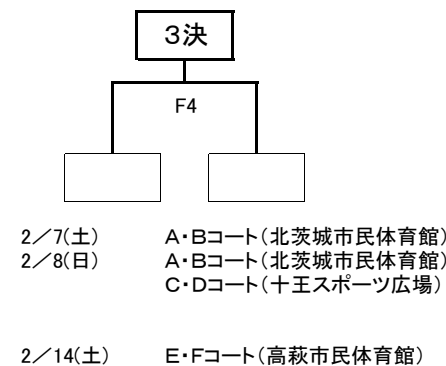 ３決
F4
2／7(土) A・Bコート（北茨城市民体育館）
2／8(日) A・Bコート（北茨城市民体育館）
C・Dコート（十王スポーツ広場）
2／14(土) E・Fコート（高萩市民体育館）